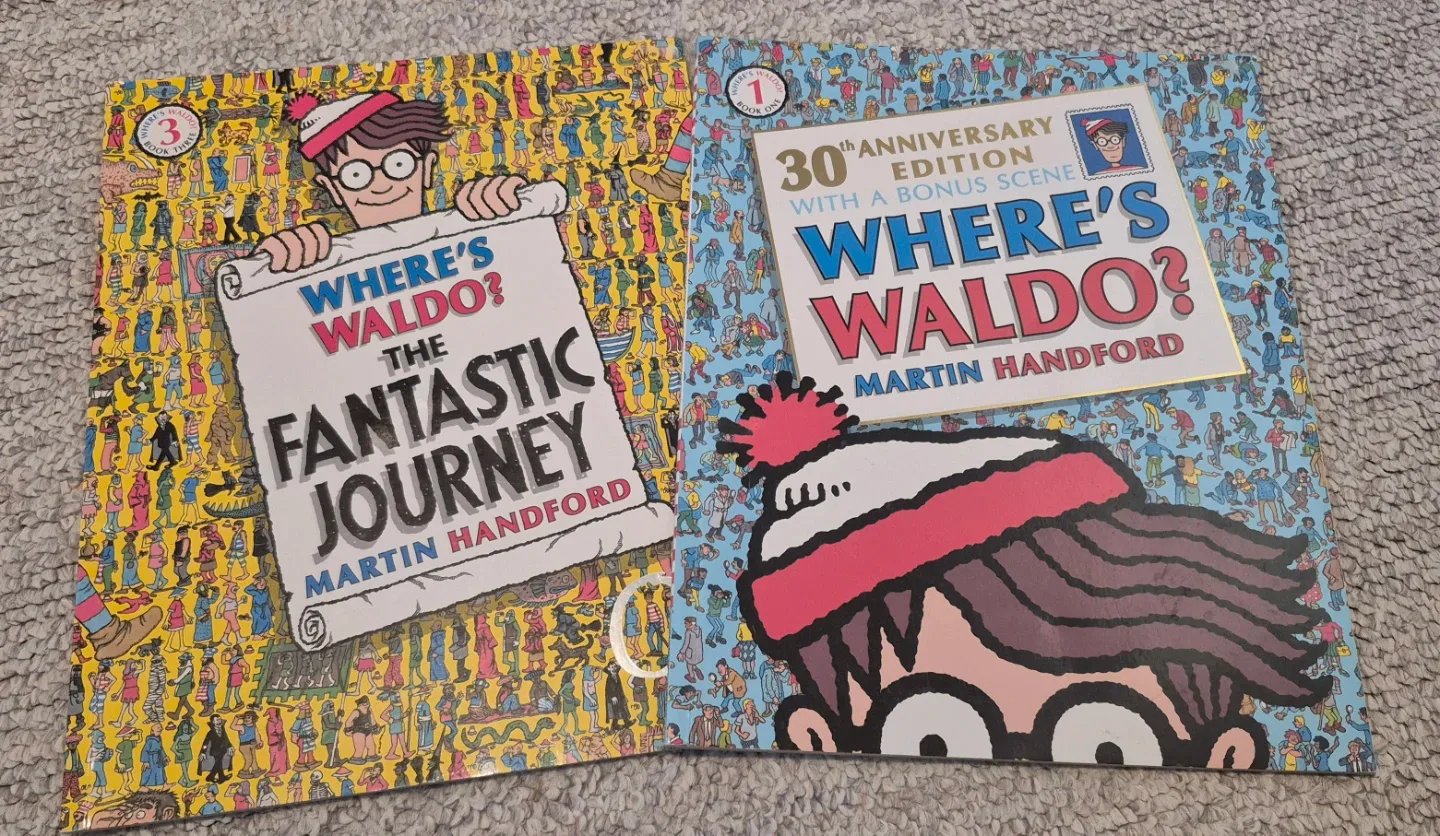 WHERE'S WALDO?
3
BOOK THREE
WHERE'S
WALDO?
THE
FANTASTIC
JOURNEY
MARTIN HANDFORD
WHERE'S WALDO?
1
BOOK ONE
30th ANNIVERSARY
EDITION
WITH A BONUS SCENE
WHERE'S
WALDO?
MARTIN HANDFORD